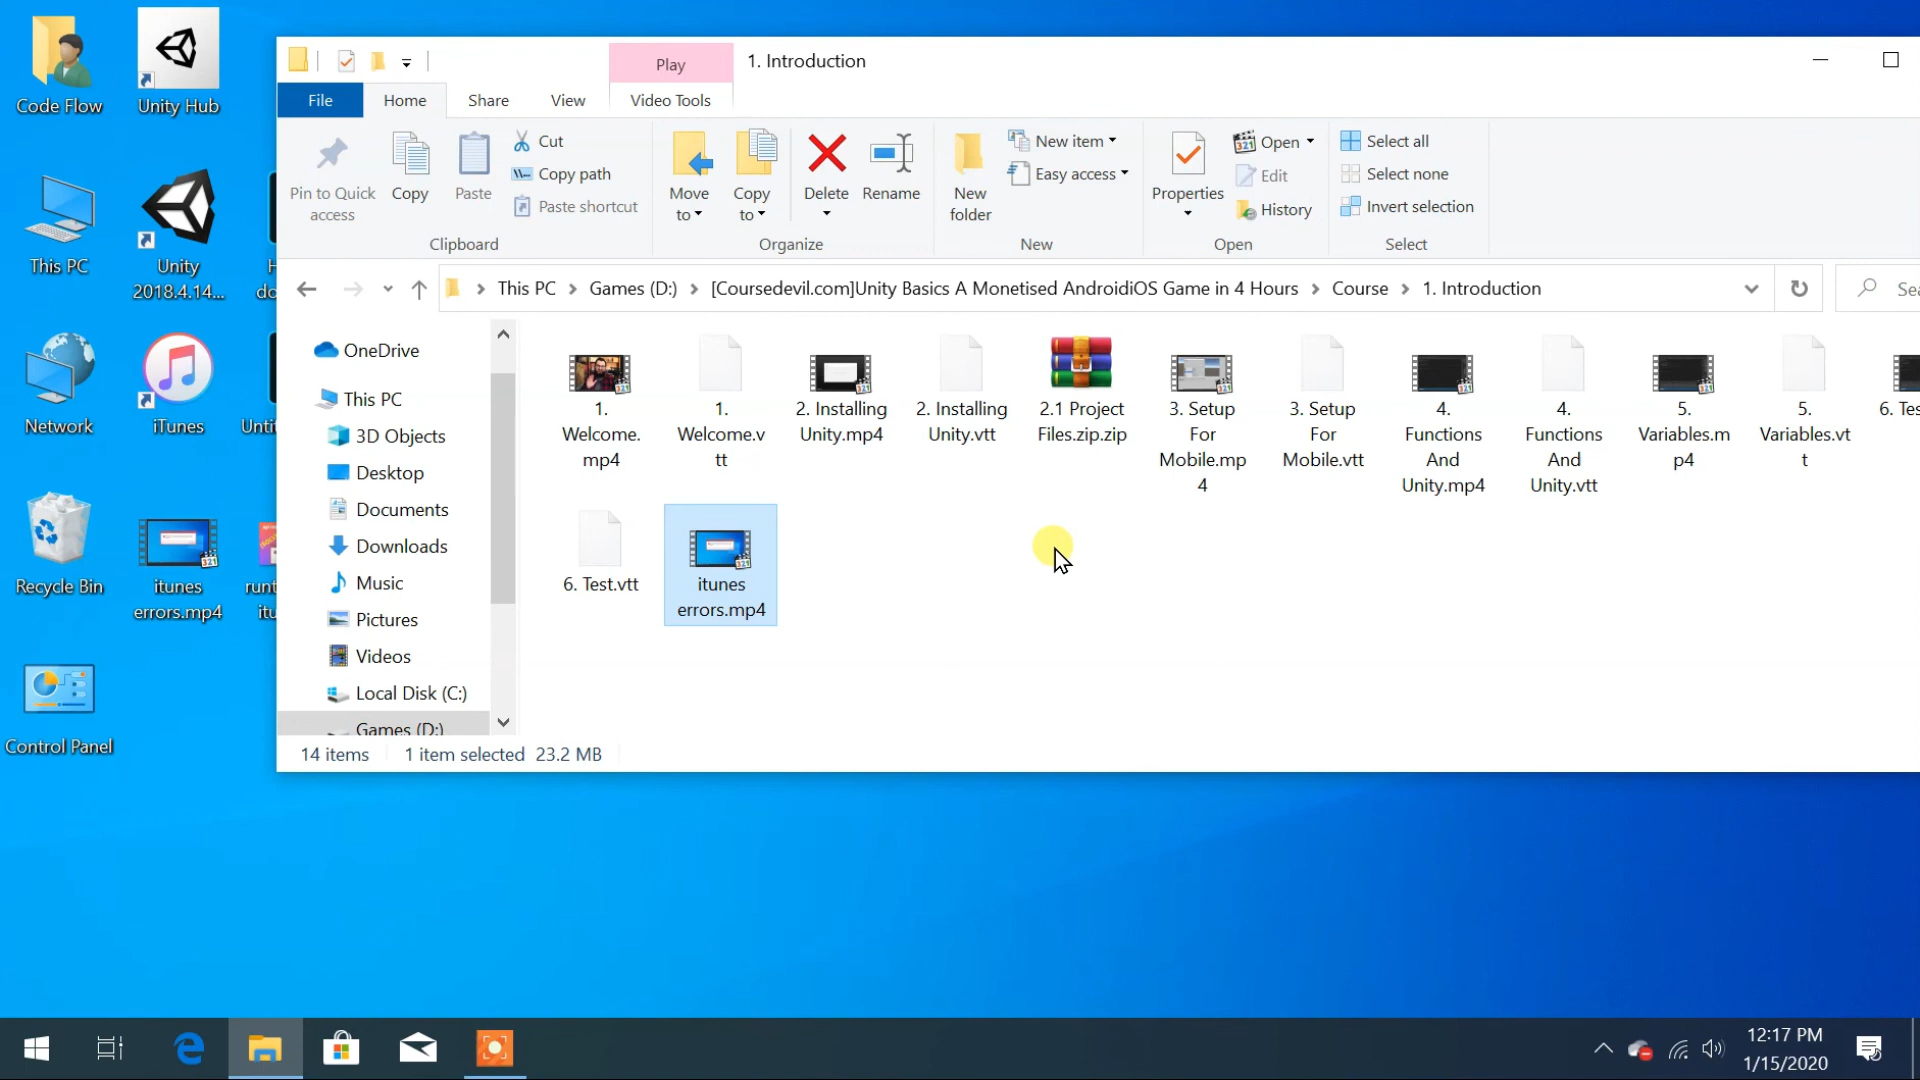 Code Flow
Unity Hub
This PC
Unity
2018.4.14...
Network
iTunes
Recycle Bin
itunes
errors.mp4
Control Panel
Play
1. Introduction
File
Home
Share
View
Video Tools
Pin to Quick
access
Copy
Paste
Cut
Copy path
Paste shortcut
Clipboard
Move
to
Copy
to
Delete
Rename
Organize
New
folder
New item
Easy access
New
Properties
Open
Edit
History
Open
Select all
Select none
Invert selection
Select
This PC
Games (D:)
[Coursedevil.com]Unity Basics A Monetised AndroidiOS Game in 4 Hours
Course
1. Introduction
OneDrive
This PC
3D Objects
Desktop
Documents
Downloads
Music
Pictures
Videos
Local Disk (C:)
Games (D:)
1.
Welcome.
mp4
1.
Welcome.v
tt
2. Installing
Unity.mp4
2. Installing
Unity.vtt
2.1 Project
Files.zip.zip
3. Setup
For
Mobile.mp
4
3. Setup
For
Mobile.vtt
4.
Functions
And
Unity.mp4
4.
Functions
And
Unity.vtt
5.
Variables.m
p4
5.
Variables.vt
t
6. Test.vtt
itunes
errors.mp4
14 items
1 item selected 23.2 MB
12:17 PM
1/15/2020